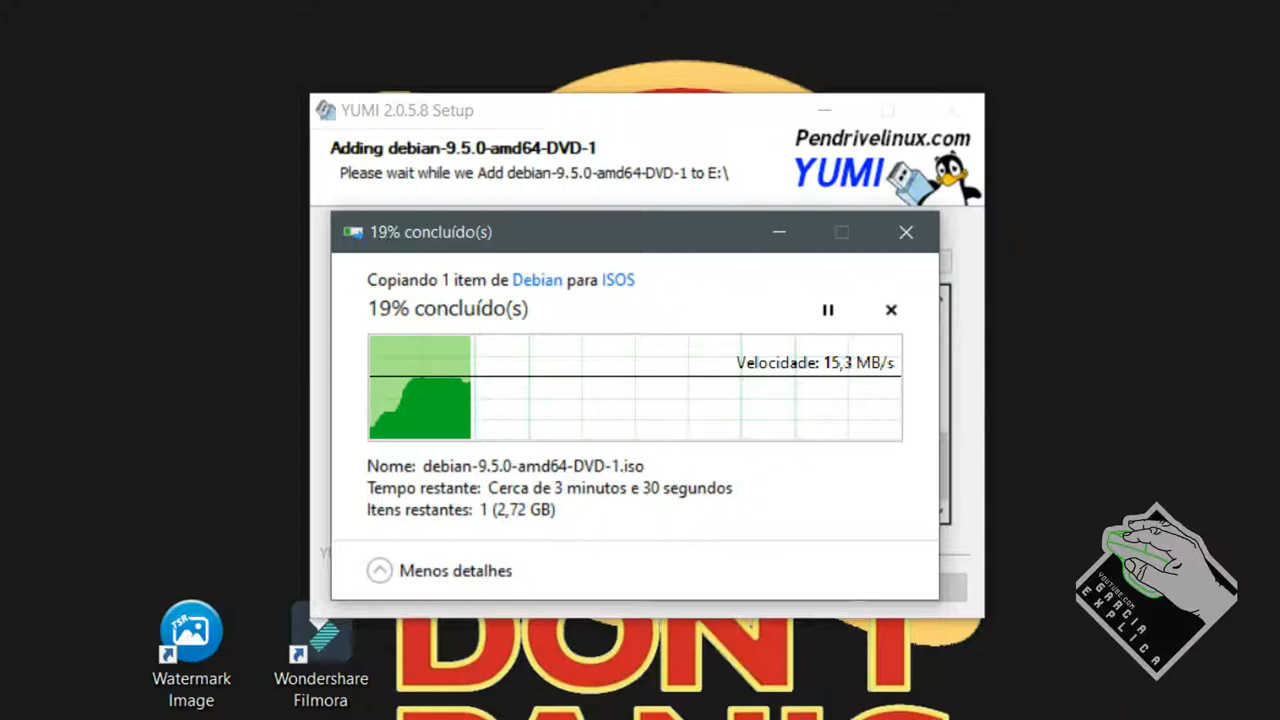 YUMI 2.0.5.8 Setup
Adding debian-9.5.0-amd64-DVD-1
Please wait while we Add debian-9.5.0-amd64-DVD-1 to E:\
Pendrivelinux.com
YUMI
19% concluído(s)
Copiando 1 item de Debian para ISOS
19% concluído(s)
Velocidade: 15,3 MB/s
Nome: debian-9.5.0-amd64-DVD-1.iso
Tempo restante: Cerca de 3 minutos e 30 segundos
Itens restantes: 1 (2,72 GB)
Menos detalhes
TSR
Watermark
Image
Wondershare
Filmora
DON'T
PANIC
YOUTUBE.COM
GARCIA
EXPLICA